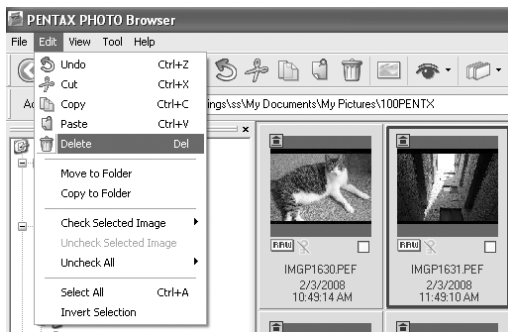 PENTAX PHOTO Browser
File Edit View Tool Help
Undo Ctrl+Z
Cut Ctrl+X
Copy Ctrl+C
Paste Ctrl+V
Delete Del
Move to Folder
Copy to Folder
Check Selected Image
Uncheck Selected Image
Uncheck All
Select All Ctrl+A
Invert Selection
ings\ss\My Documents\My Pictures\100PENTX
RAW
IMGP1630.PEF
2/3/2008
10:49:14 AM
RAW
IMGP1631.PEF
2/3/2008
11:49:10 AM